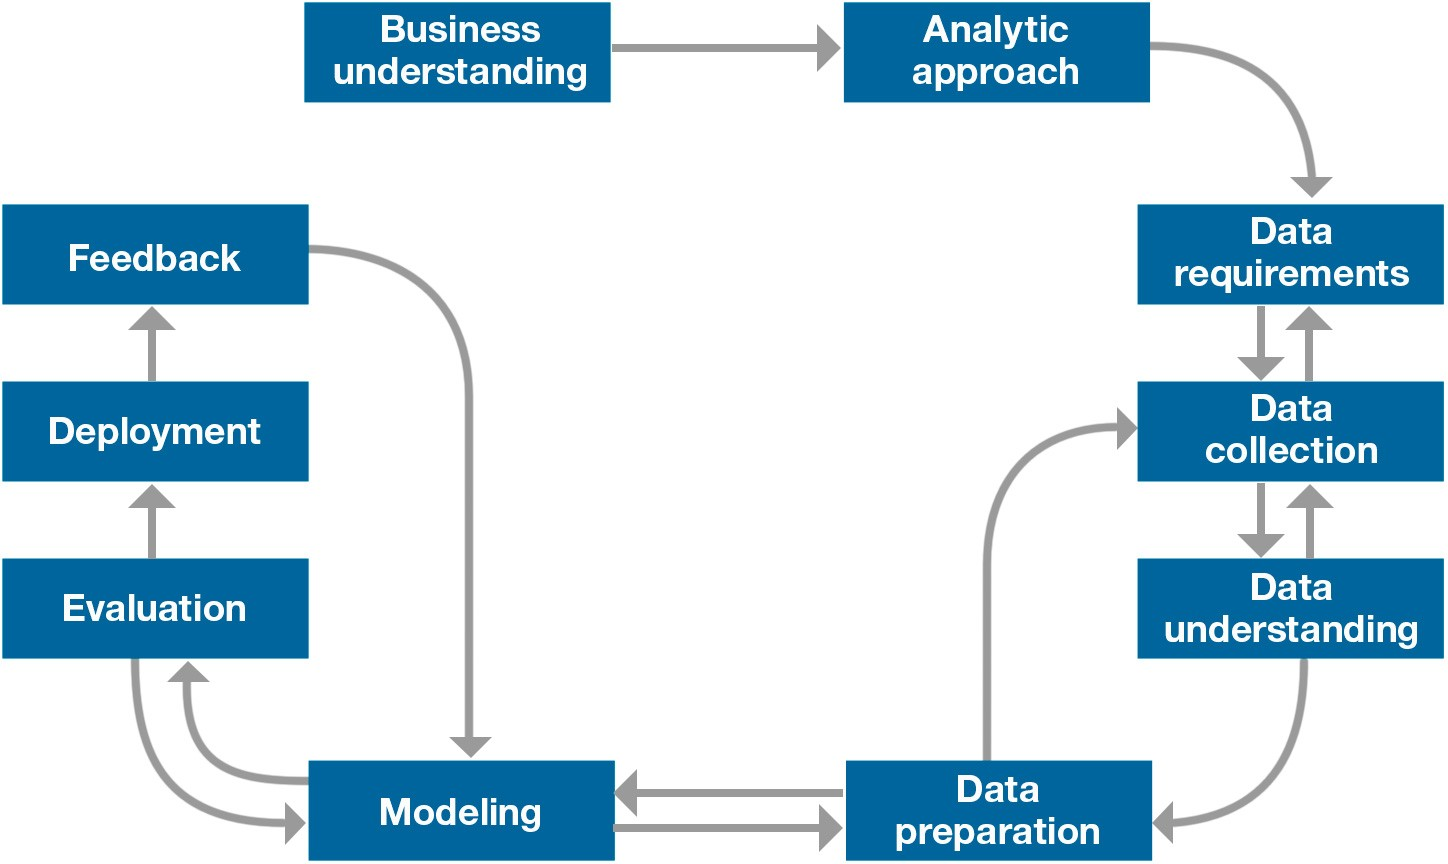 Business
understanding
Analytic
approach
Data
requirements
Data
collection
Data
understanding
Data
preparation
Modeling
Evaluation
Deployment
Feedback